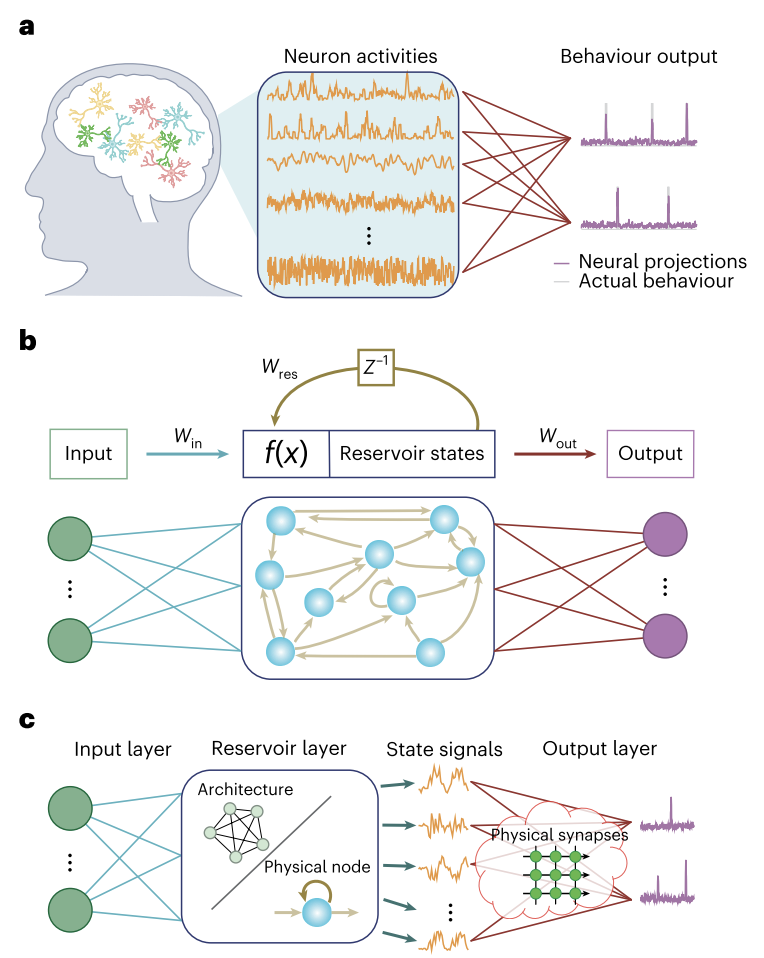 a
Neuron activities
Behaviour output
⋮
Neural projections
Actual behaviour
b
W_res
Z⁻¹
Input
W_in
f(x)
Reservoir states
W_out
Output
⋮
⋮
c
Input layer
Reservoir layer
State signals
Output layer
Architecture
Physical synapses
Physical node
⋮
⋮